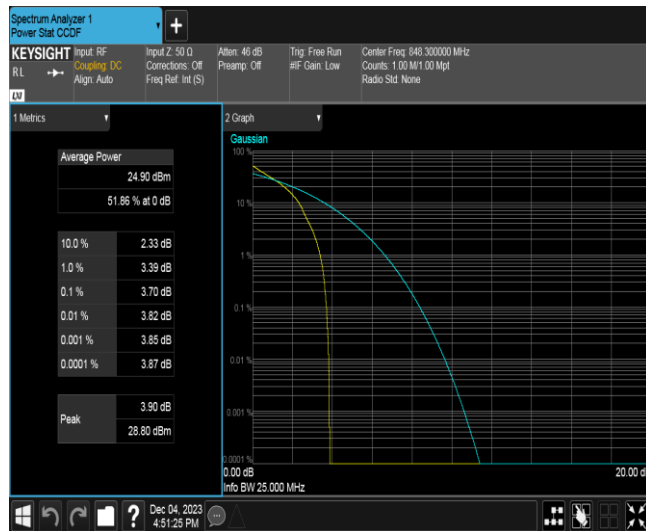 Spectrum Analyzer 1
Power Stat CCDF
+
KEYSIGHT
RL
LXI
Input: RF
Coupling: DC
Align: Auto
Input Z: 50 Ω
Corrections: Off
Freq Ref: Int (S)
Atten: 46 dB
Preamp: Off
Trig: Free Run
#IF Gain: Low
Center Freq: 848.300000 MHz
Counts: 1.00 M/1.00 Mpt
Radio Std: None
1 Metrics
Average Power
24.90 dBm
51.86 % at 0 dB
10.0 % 2.33 dB
1.0 % 3.39 dB
0.1 % 3.70 dB
0.01 % 3.82 dB
0.001 % 3.85 dB
0.0001 % 3.87 dB
Peak
3.90 dB
28.80 dBm
2 Graph
Gaussian
100 %
10 %
1 %
0.1 %
0.01 %
0.001 %
0.0001 %
0.00 dB
20.00 d
Info BW 25.000 MHz
?
Dec 04, 2023
4:51:25 PM